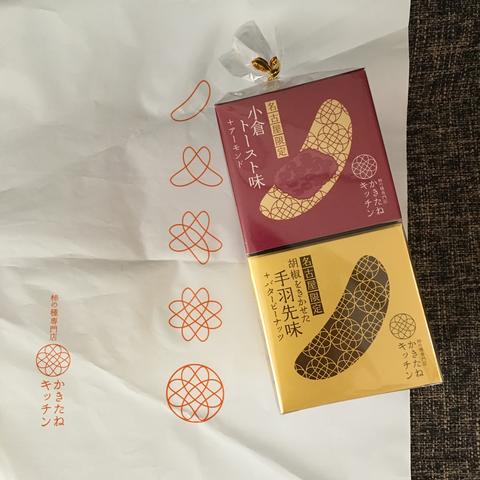 名古屋限定
小倉
トースト味
+アーモンド
柿の種専門店
かきたね
キッチン
名古屋限定
胡椒をきかせた
手羽先味
+バターピーナッツ
柿の種専門店
かきたね
キッチン
柿の種専門店
かきたね
キッチン